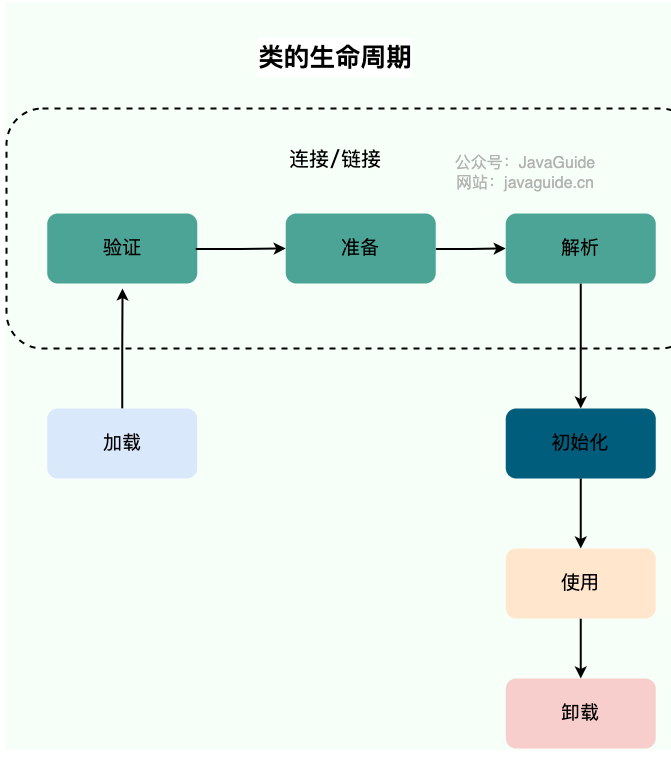 类的生命周期
连接/链接
公众号：JavaGuide
网站：javaguide.cn
验证
准备
解析
加载
初始化
使用
卸载